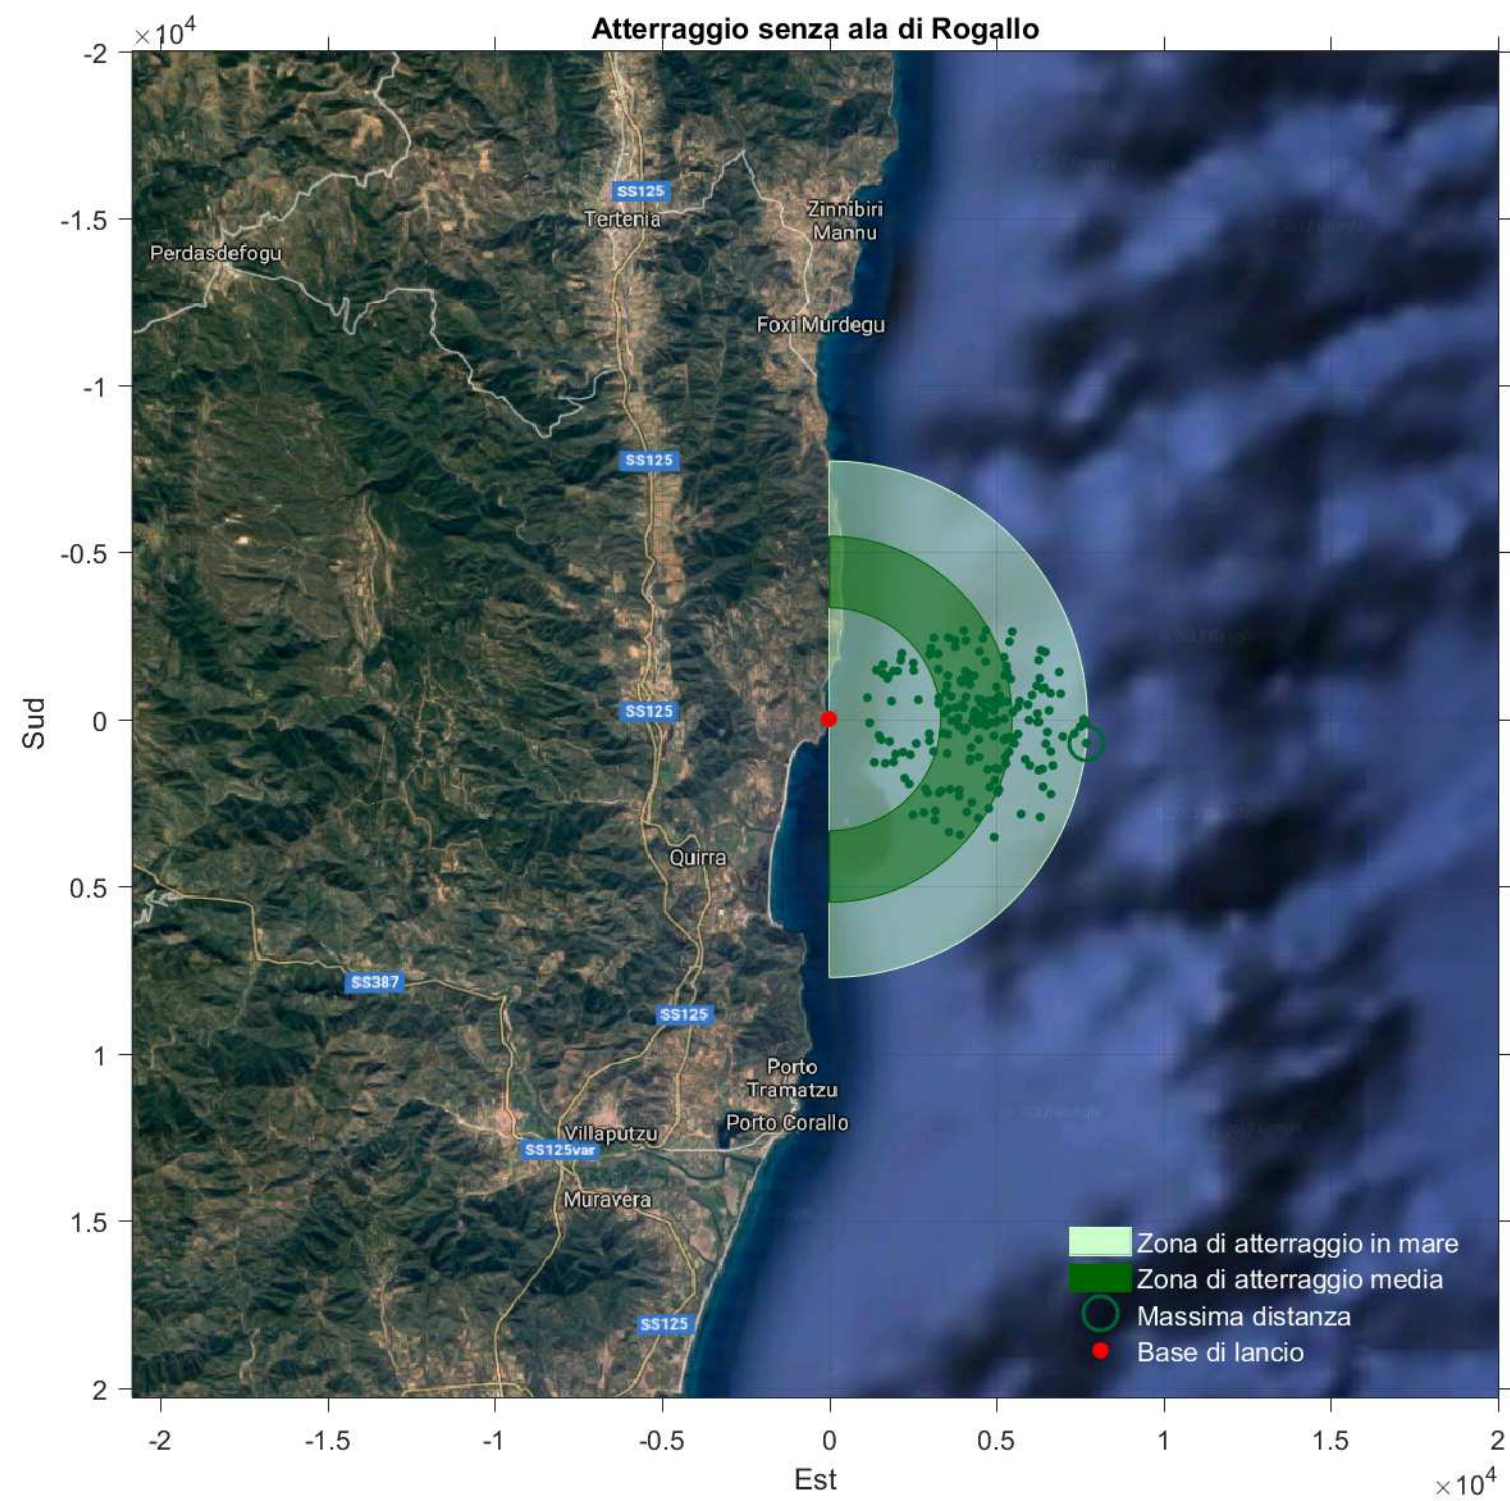 Atterraggio senza ala di Rogallo
×10⁴
-2
-1.5
-1
-0.5
0
0.5
1
1.5
2
Sud
SS125
Tertenia
Zinnibiri
Mannu
Perdasdefogu
Foxi Murdegu
SS125
SS125
Quirra
SS387
SS125
Porto
Tramatzu
Porto Corallo
Villaputzu
SS125var
Muravera
SS125
Zona di atterraggio in mare
Zona di atterraggio media
Massima distanza
Base di lancio
-2
-1.5
-1
-0.5
0
0.5
1
1.5
2
Est
×10⁴